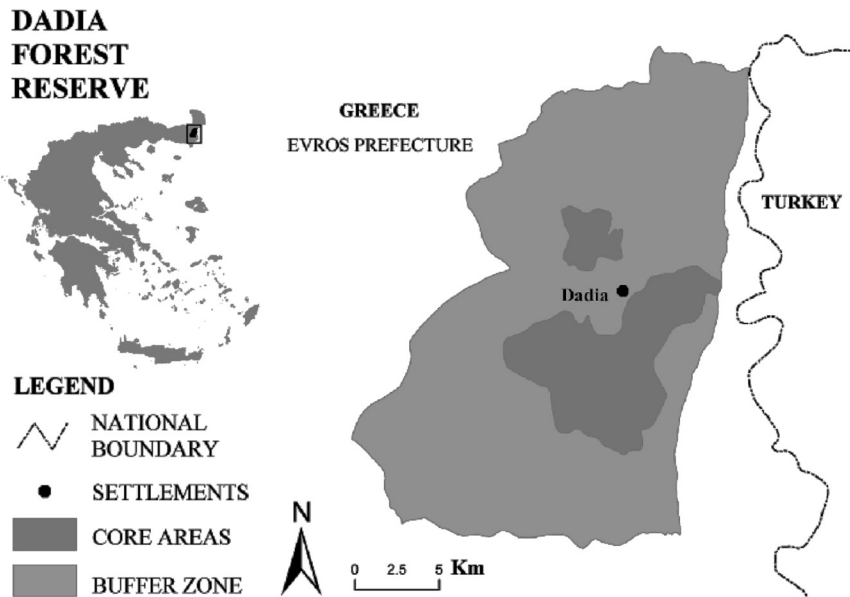 DADIA
FOREST
RESERVE
GREECE
EVROS PREFECTURE
TURKEY
Dadia
LEGEND
NATIONAL
BOUNDARY
SETTLEMENTS
CORE AREAS
BUFFER ZONE
N
0 2.5 5 Km